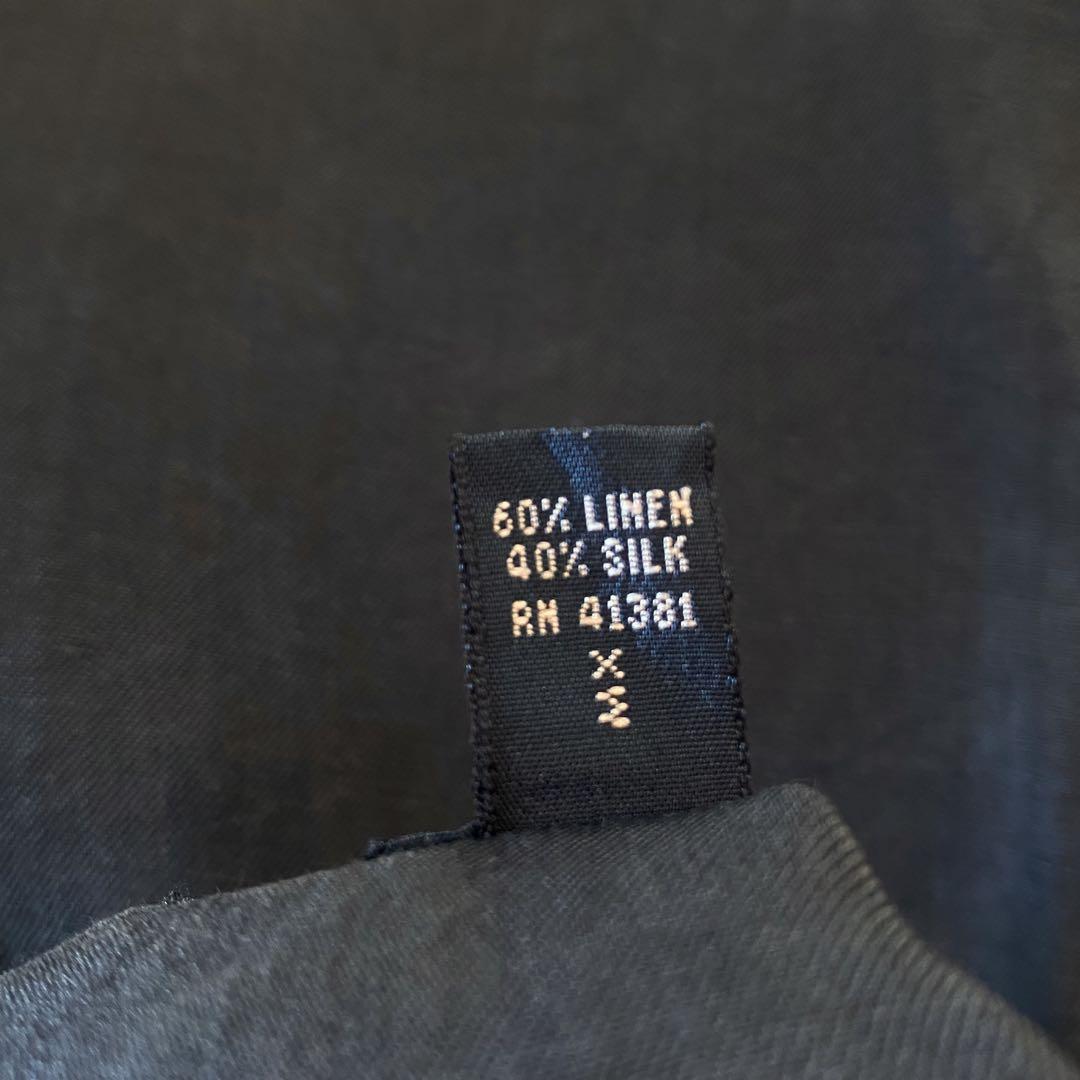 60% LINEN
40% SILK
RN 41381
X
M